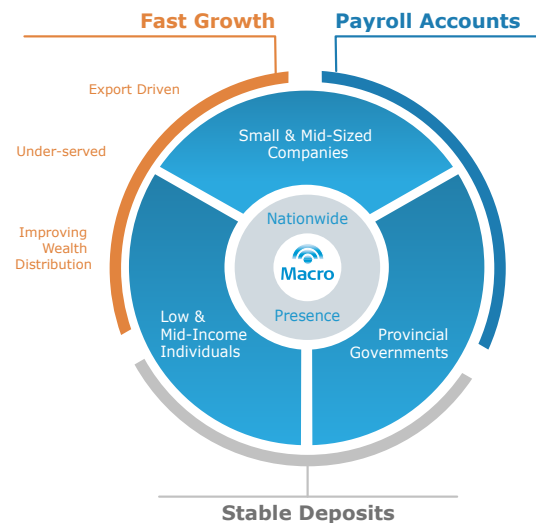 Fast Growth
Payroll Accounts
Export Driven
Under-served
Improving
Wealth
Distribution
Small & Mid-Sized
Companies
Nationwide
Macro
Presence
Low &
Mid-Income
Individuals
Provincial
Governments
Stable Deposits